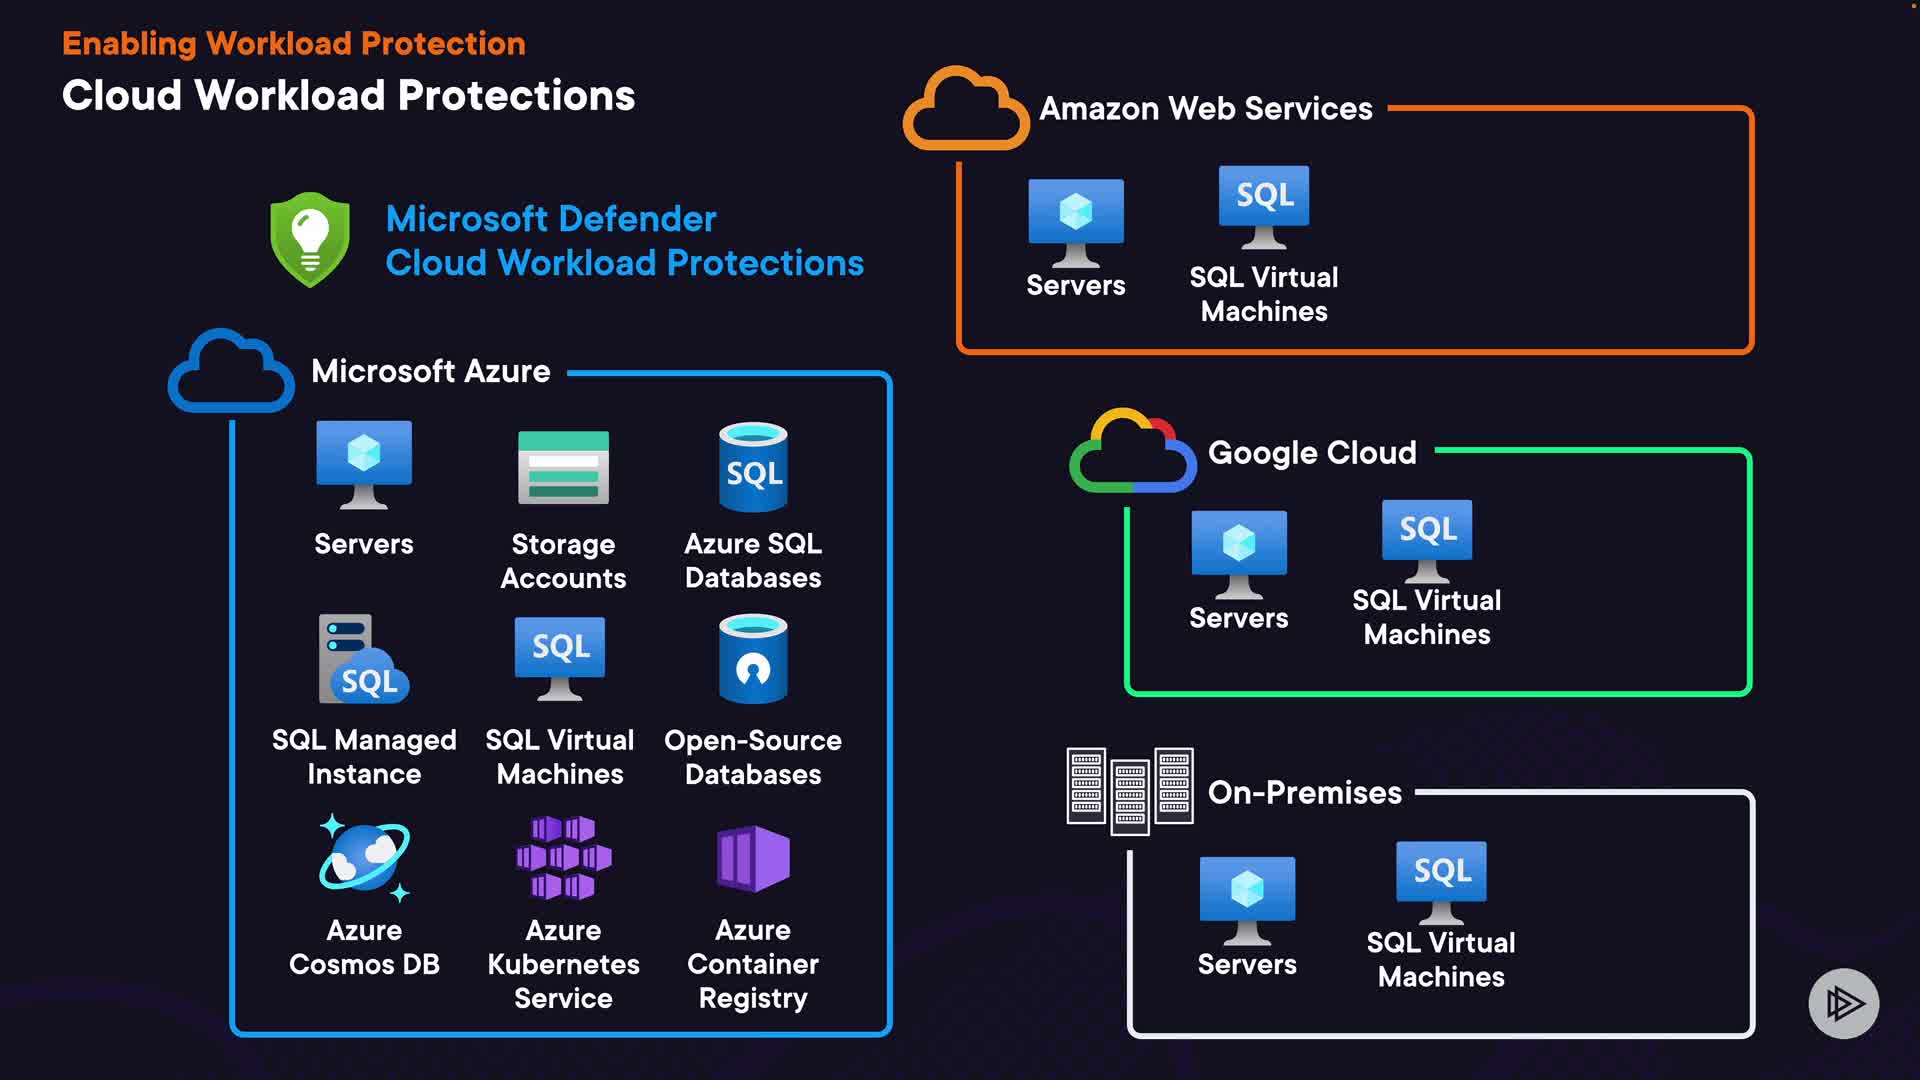 Enabling Workload Protection
Cloud Workload Protections
Microsoft Defender
Cloud Workload Protections
Microsoft Azure
Servers
Storage
Accounts
SQL
Azure SQL
Databases
SQL
SQL Managed
Instance
SQL
SQL Virtual
Machines
Open-Source
Databases
Azure
Cosmos DB
Azure
Kubernetes
Service
Azure
Container
Registry
Amazon Web Services
Servers
SQL
SQL Virtual
Machines
Google Cloud
Servers
SQL
SQL Virtual
Machines
On-Premises
Servers
SQL
SQL Virtual
Machines